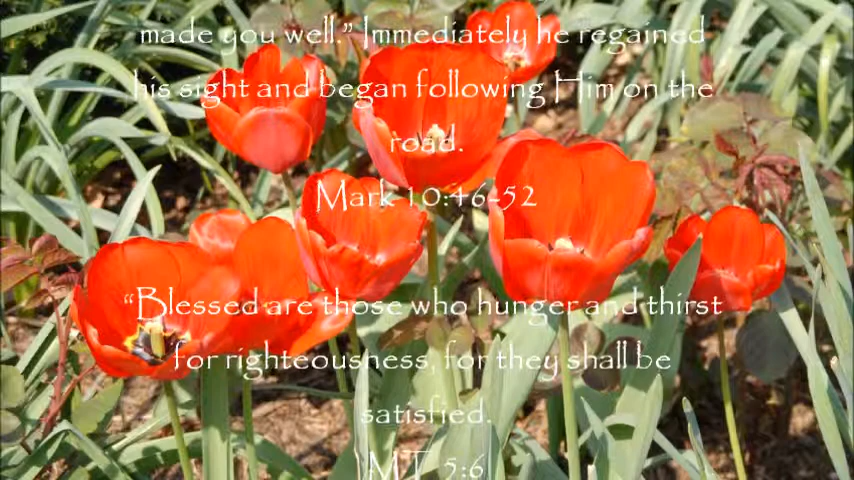 made you well.” Immediately he regained
his sight and began following Him on the
road.
Mark 10:46-52
“Blessed are those who hunger and thirst
for righteousness, for they shall be
satisfied.
MT 5:6